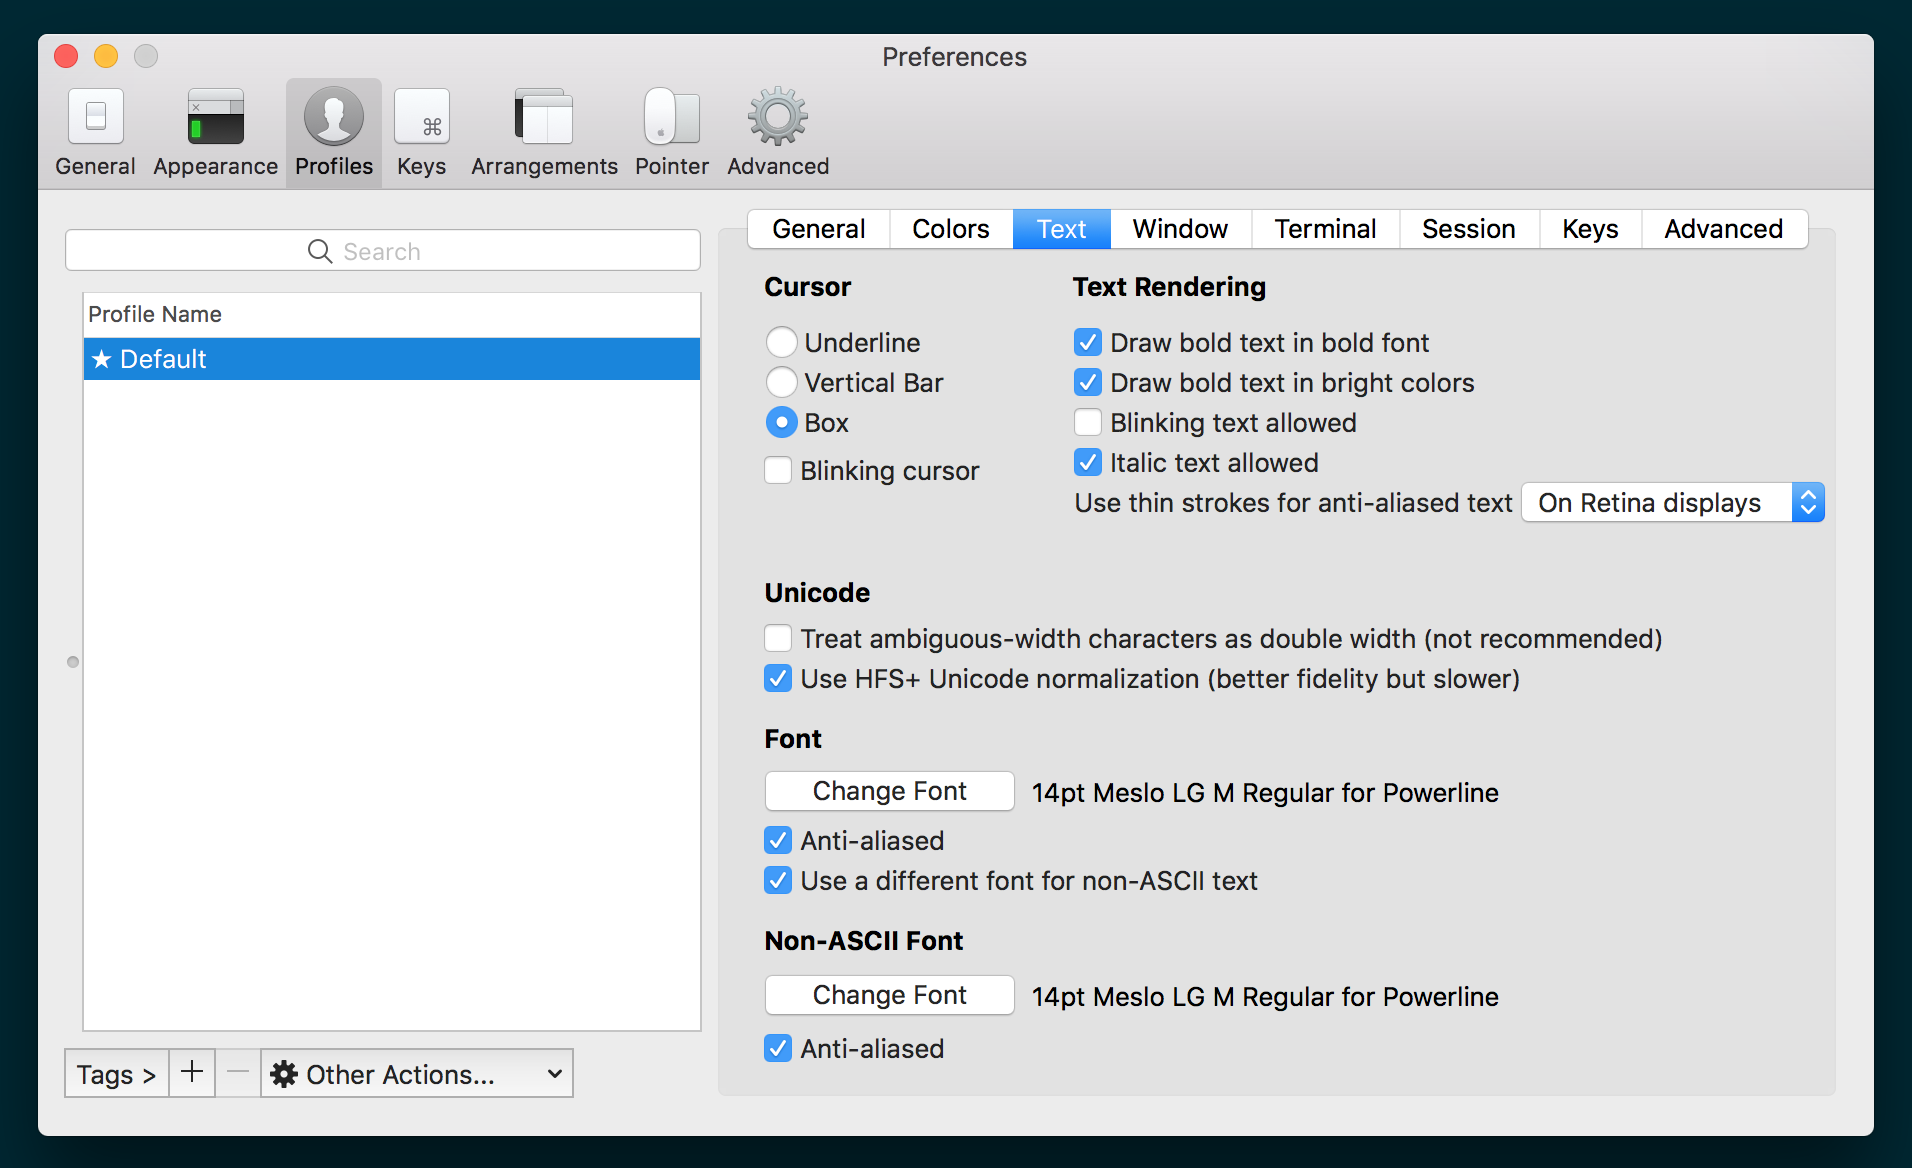 Preferences
General Appearance Profiles Keys Arrangements Pointer Advanced
Search
Profile Name
★ Default
Tags > + − Other Actions...
General Colors Text Window Terminal Session Keys Advanced
Cursor
Underline
Vertical Bar
Box
Blinking cursor
Text Rendering
Draw bold text in bold font
Draw bold text in bright colors
Blinking text allowed
Italic text allowed
Use thin strokes for anti-aliased text On Retina displays
Unicode
Treat ambiguous-width characters as double width (not recommended)
Use HFS+ Unicode normalization (better fidelity but slower)
Font
Change Font 14pt Meslo LG M Regular for Powerline
Anti-aliased
Use a different font for non-ASCII text
Non-ASCII Font
Change Font 14pt Meslo LG M Regular for Powerline
Anti-aliased